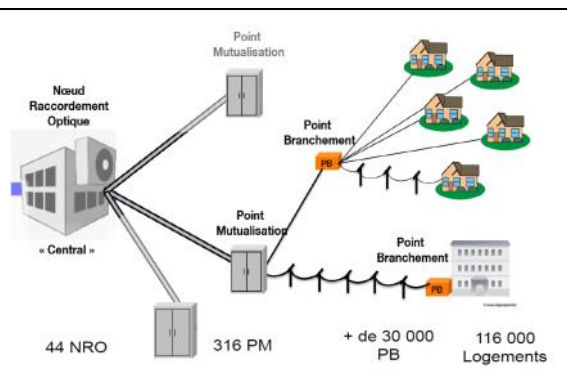 Point
Mutualisation
Nœud
Raccordement
Optique
« Central »
Point
Branchement
PB
Point
Mutualisation
Point
Branchement
PB
44 NRO
316 PM
+ de 30 000
PB
116 000
Logements